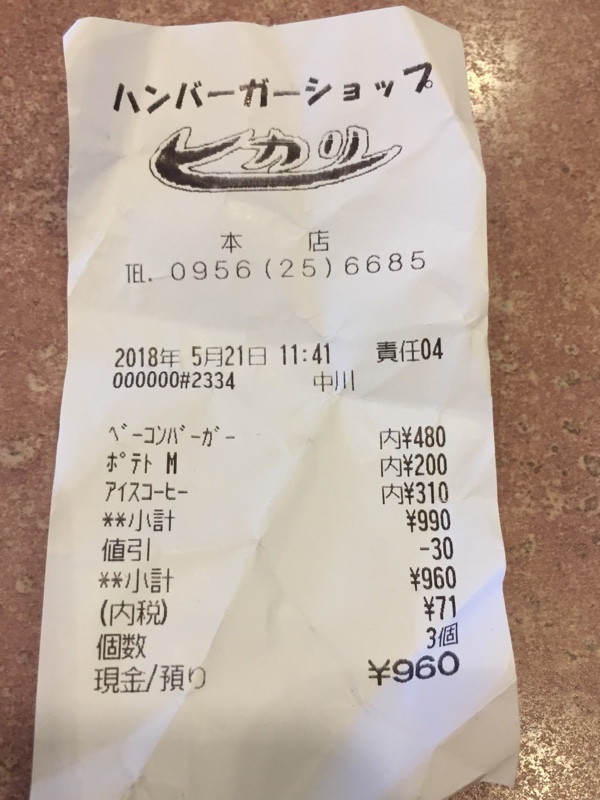 ハンバーガーショップ
ヒカリ
本 店
TEL. 0956(25)6685
2018年 5月21日 11:41 責任04
000000#2334 中川
ﾍﾞｰｺﾝﾊﾞｰｶﾞｰ 内¥480
ﾎﾟﾃﾄ M 内¥200
ｱｲｽｺｰﾋｰ 内¥310
**小計 ¥990
値引 -30
**小計 ¥960
(内税) ¥71
個数 3個
現金/預り ¥960